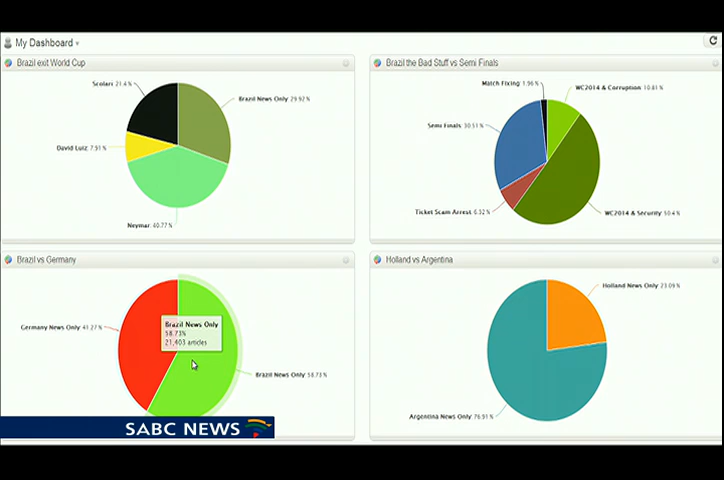 My Dashboard
Brazil exit World Cup
Scolari 21.4%
Brazil News Only 29.92%
David Luiz 7.91%
Neymar 40.77%
Brazil the Bad Stuff vs Semi Finals
Match Fixing 1.96%
WC2014 & Corruption 10.81%
Semi Finals 30.51%
Ticket Scam Arrest 6.32%
WC2014 & Security 50.4%
Brazil vs Germany
Germany News Only 41.27%
Brazil News Only
58.73%
21,403 articles
Brazil News Only 58.73%
Holland vs Argentina
Holland News Only 23.09%
Argentina News Only 76.91%
SABC NEWS